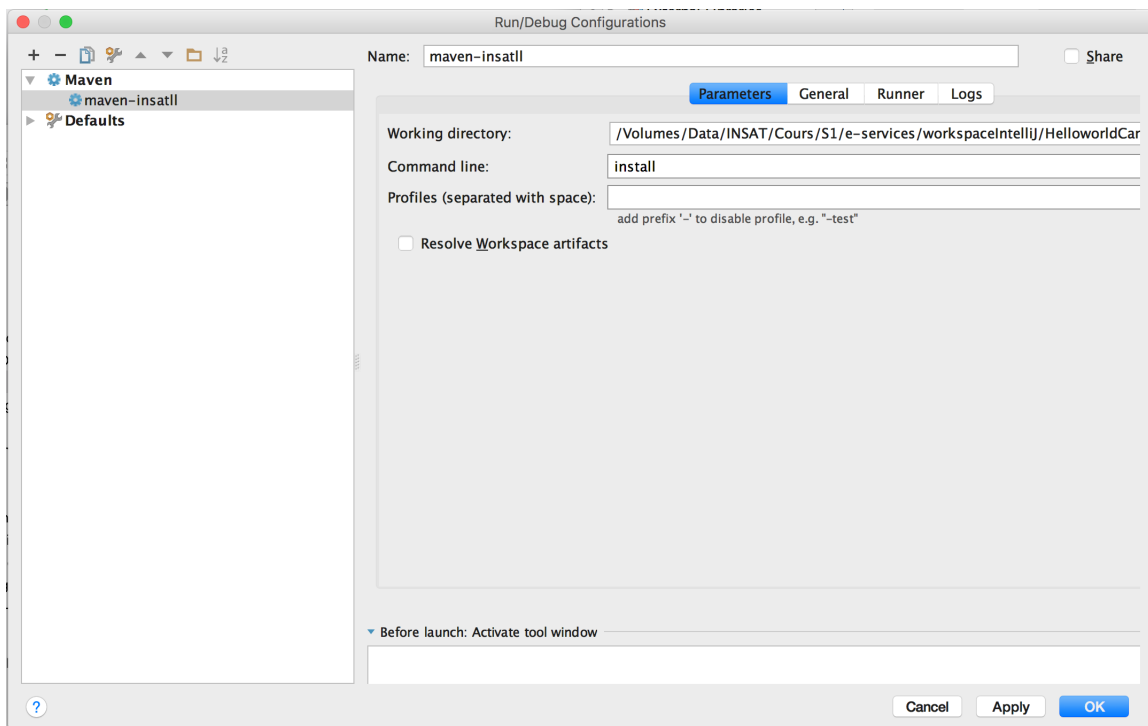 Run/Debug Configurations
Name: maven-insatll
Share
Maven
maven-insatll
Defaults
Parameters General Runner Logs
Working directory: /Volumes/Data/INSAT/Cours/S1/e-services/workspaceIntelliJ/HelloworldCar
Command line: install
Profiles (separated with space):
add prefix '-' to disable profile, e.g. "-test"
Resolve Workspace artifacts
Before launch: Activate tool window
? Cancel Apply OK